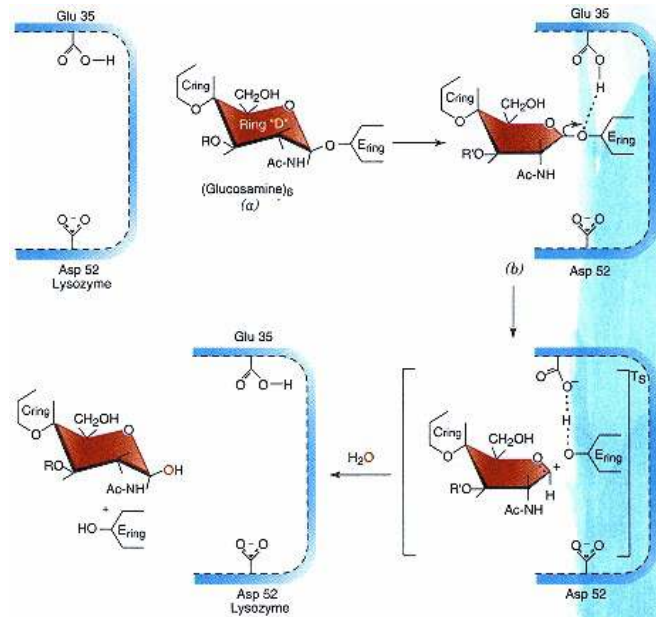 Glu 35
O O—H
Asp 52
Lysozyme
Cring
O
CH₂OH
O
Ring "D"
RO
Ac-NH
O
Ering
(Glucosamine)₆
(a)
Glu 35
O O
H
Cring
O
CH₂OH
O
O
Ering
R'O
Ac-NH
(b)
Asp 52
Glu 35
O O—H
Cring
O
CH₂OH
O
RO
OH
Ac-NH
+
HO
Ering
H₂O
Asp 52
Lysozyme
O O⁻
TS
H
O
Ering
Cring
O
CH₂OH
O
+
H
R'O
Ac-NH
O O
Asp 52